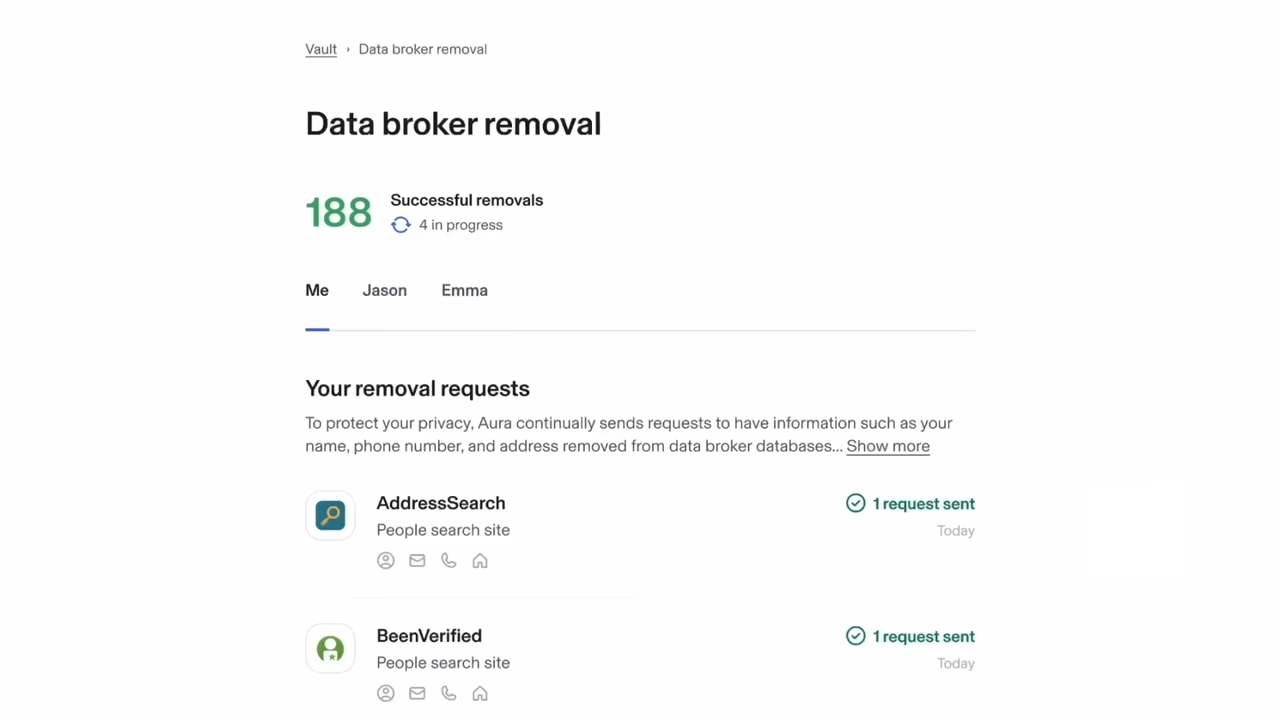 Vault › Data broker removal
Data broker removal
188
Successful removals
4 in progress
Me Jason Emma
Your removal requests
To protect your privacy, Aura continually sends requests to have information such as your
name, phone number, and address removed from data broker databases... Show more
AddressSearch
1 request sent
People search site
Today
BeenVerified
1 request sent
People search site
Today